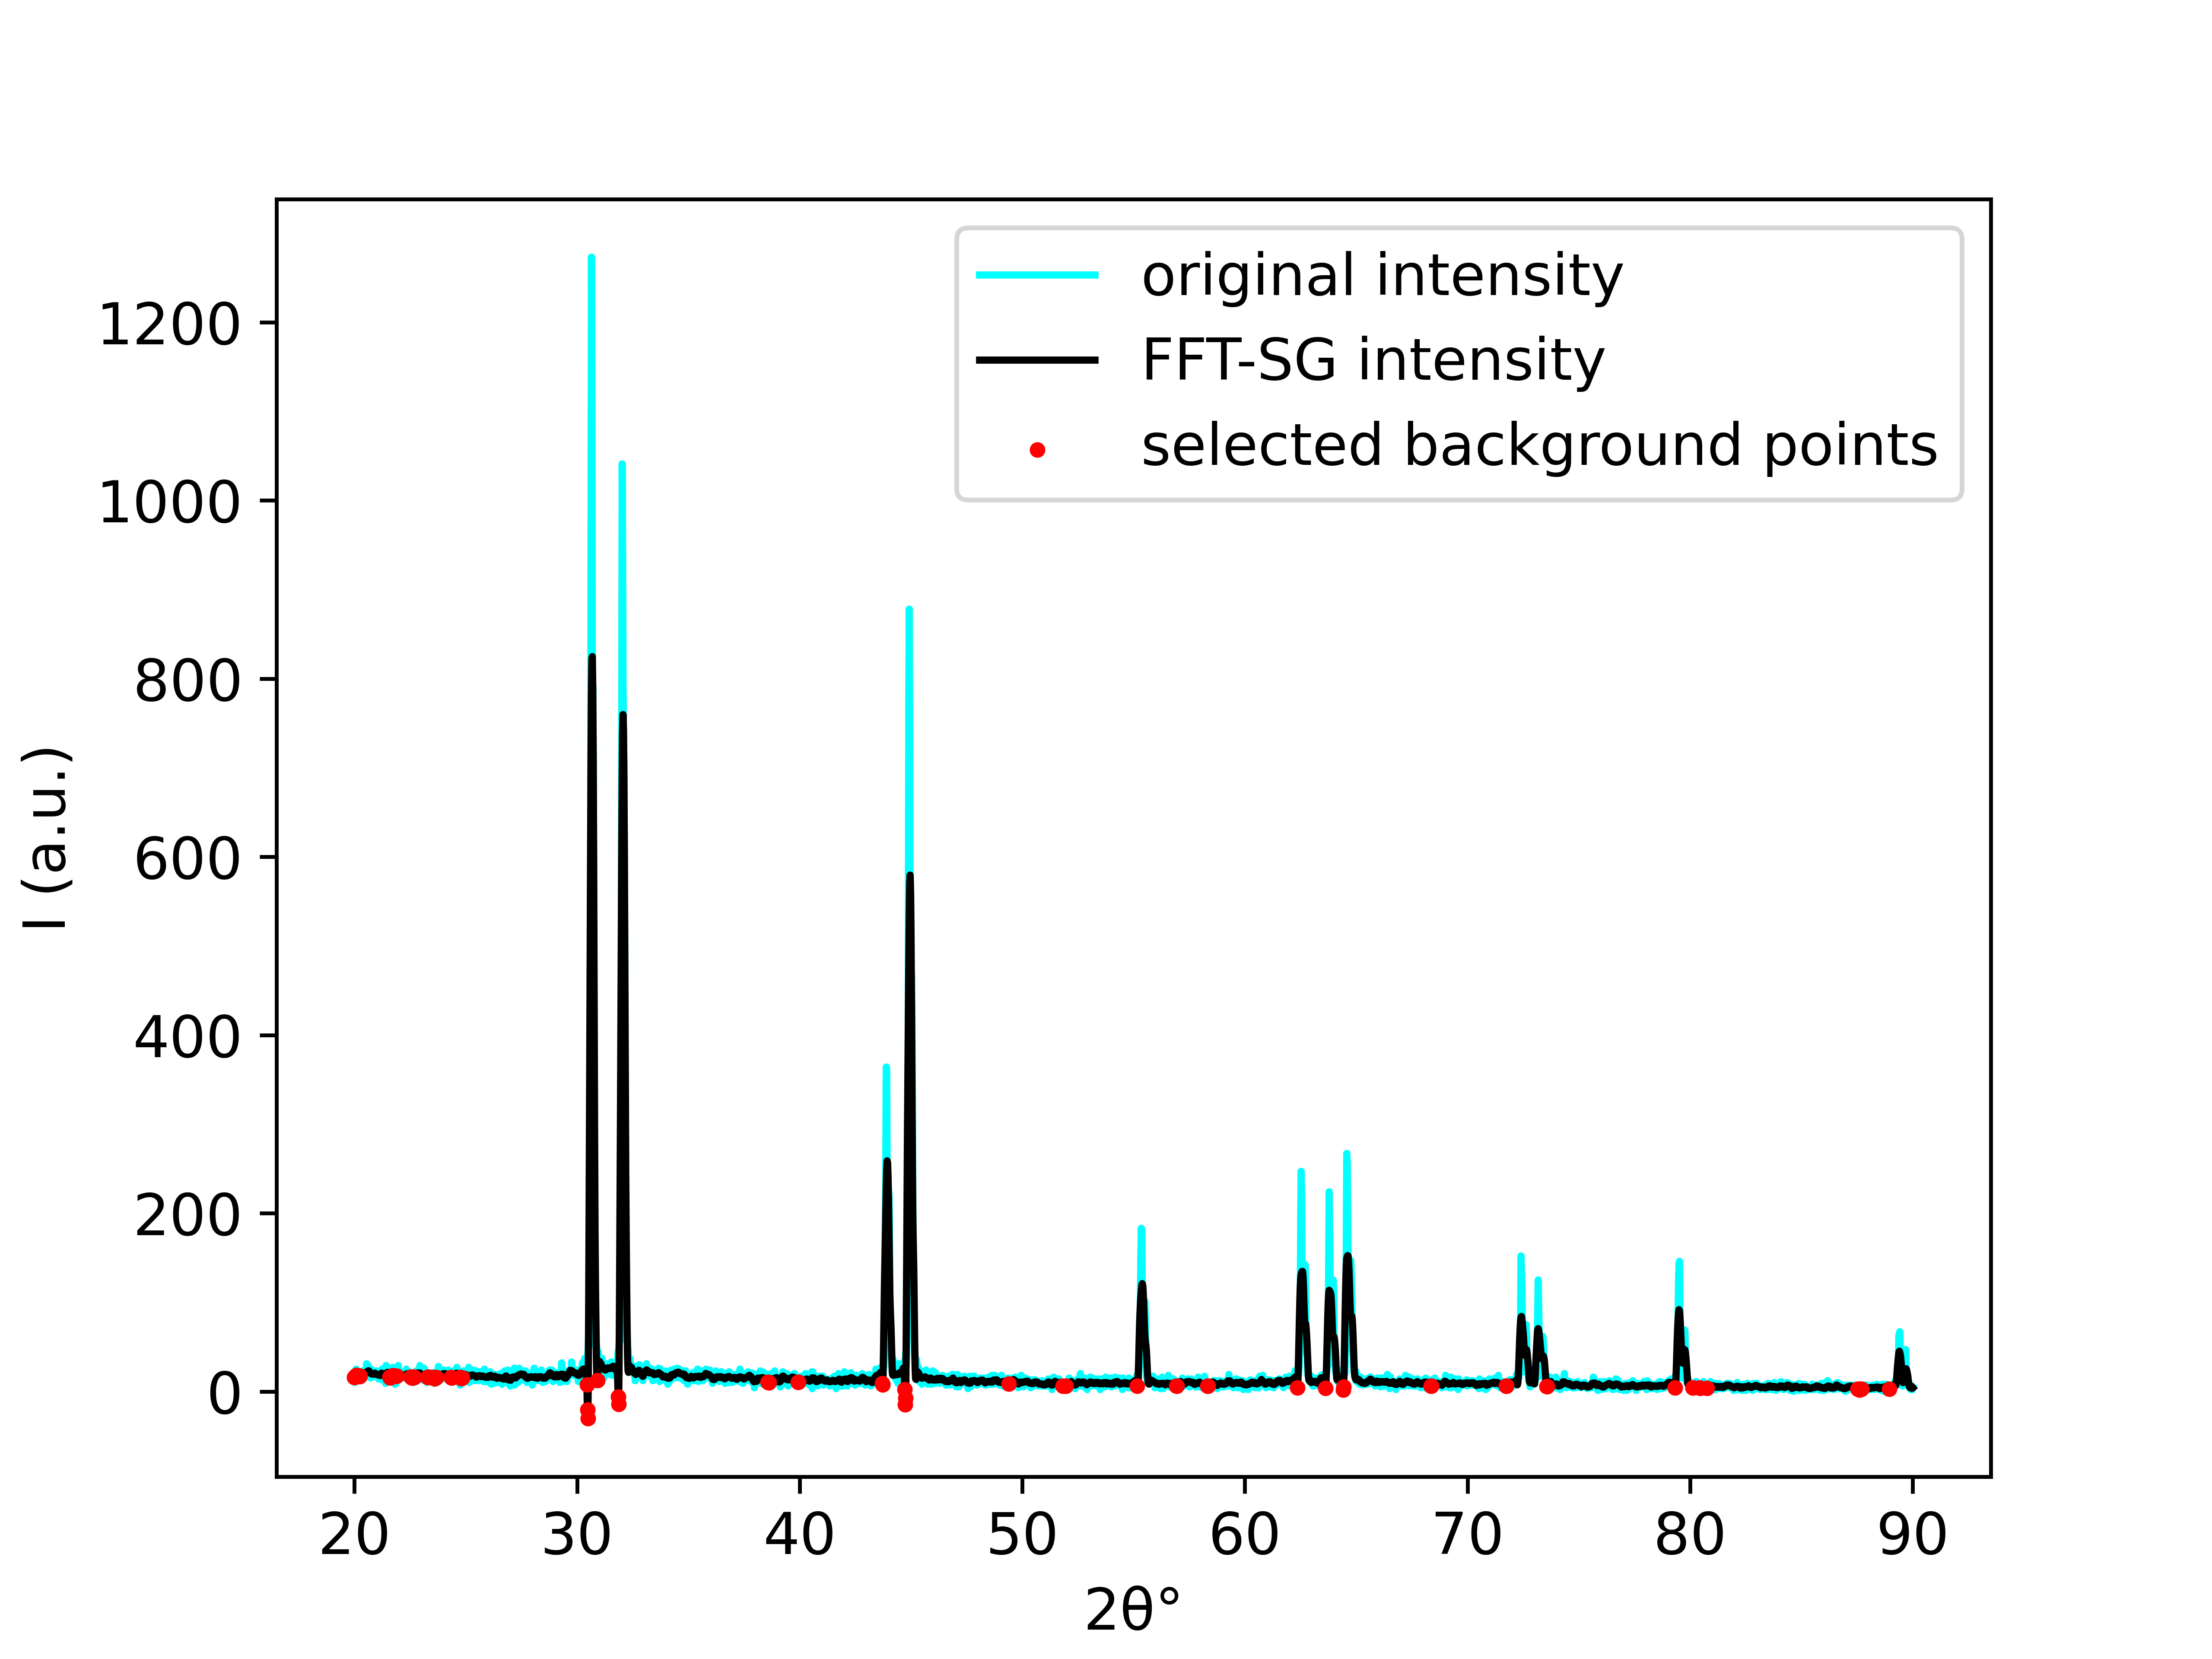 original intensity
FFT-SG intensity
selected background points
1200
1000
800
600
400
200
0
I (a.u.)
20 30 40 50 60 70 80 90
2θ°